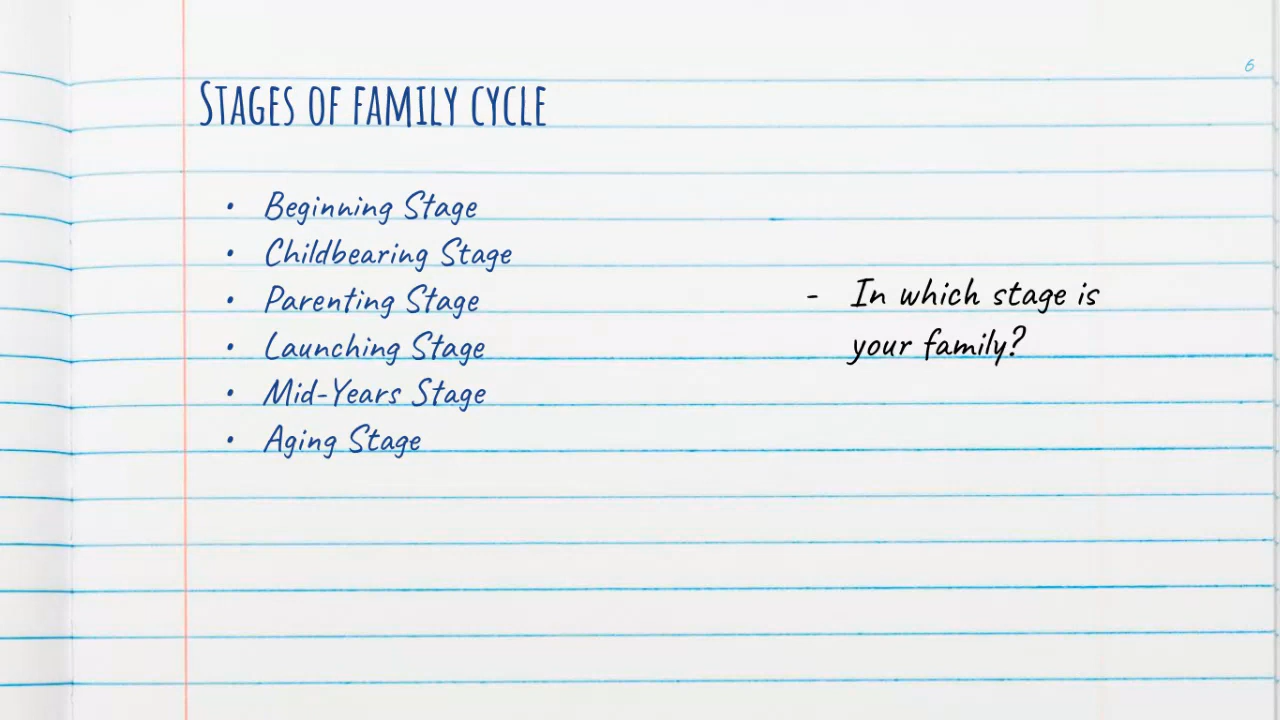 6
STAGES OF FAMILY CYCLE
• Beginning Stage
• Childbearing Stage
• Parenting Stage
• Launching Stage
• Mid-Years Stage
• Aging Stage
- In which stage is
your family?